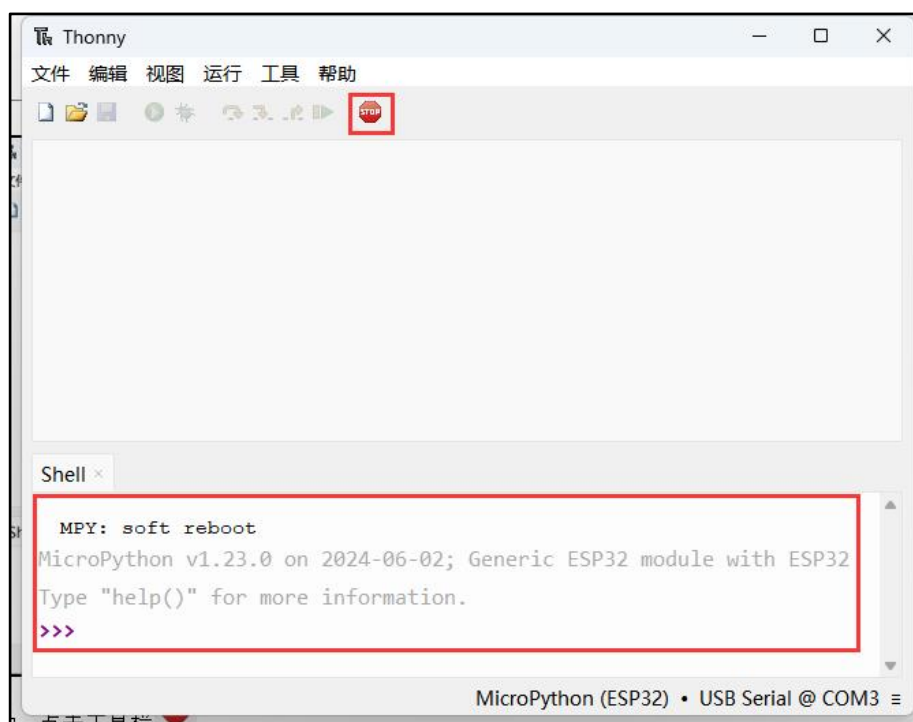 Thonny
文件 编辑 视图 运行 工具 帮助
STOP
Shell
MPY: soft reboot
MicroPython v1.23.0 on 2024-06-02; Generic ESP32 module with ESP32
Type "help()" for more information.
>>>
MicroPython (ESP32) • USB Serial @ COM3 ≡